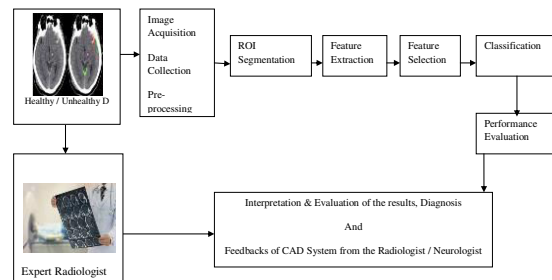 Healthy / Unhealthy D
Image
Acquisition
Data
Collection
Pre-
processing
ROI
Segmentation
Feature
Extraction
Feature
Selection
Classification
Performance
Evaluation
Expert Radiologist
Interpretation & Evaluation of the results, Diagnosis
And
Feedbacks of CAD System from the Radiologist / Neurologist